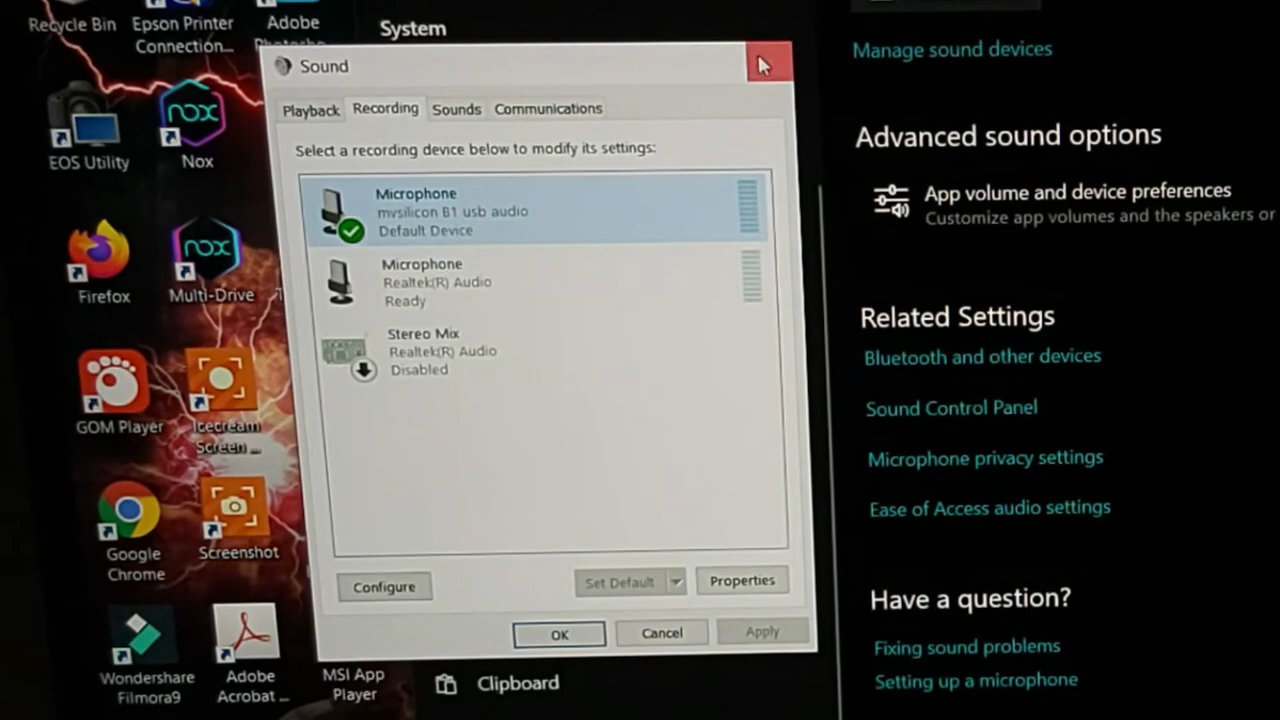 Recycle Bin
Epson Printer
Connection...
Adobe
EOS Utility
nox
Nox
Firefox
nox
Multi-Drive
GOM Player
Icecream
Screen ...
Google
Chrome
Screenshot
Wondershare
Filmora9
Adobe
Acrobat ...
MSI App
Player
System
Sound
Playback
Recording
Sounds
Communications
Select a recording device below to modify its settings:
Microphone
mvsilicon B1 usb audio
Default Device
Microphone
Realtek(R) Audio
Ready
Stereo Mix
Realtek(R) Audio
Disabled
Configure
Set Default
Properties
OK
Cancel
Apply
Clipboard
Manage sound devices
Advanced sound options
App volume and device preferences
Customize app volumes and the speakers or
Related Settings
Bluetooth and other devices
Sound Control Panel
Microphone privacy settings
Ease of Access audio settings
Have a question?
Fixing sound problems
Setting up a microphone